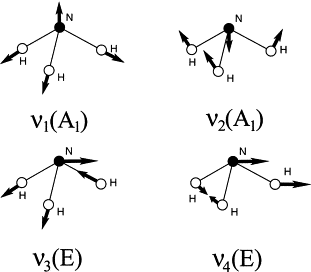 N
H H H
ν₁(A₁)
N
H H H
ν₂(A₁)
N
H H H
ν₃(E)
N
H
H H
ν₄(E)